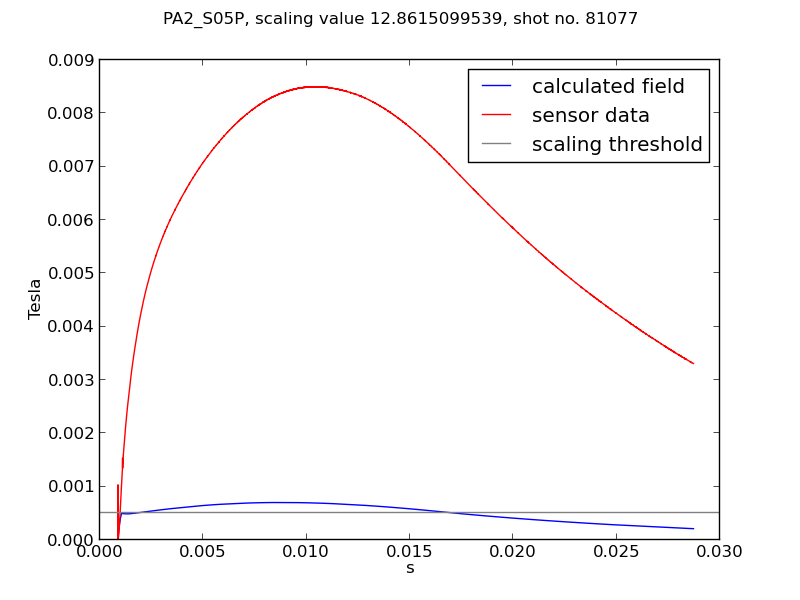 PA2_S05P, scaling value 12.8615099539, shot no. 81077
calculated field
sensor data
scaling threshold
Tesla
0.009
0.008
0.007
0.006
0.005
0.004
0.003
0.002
0.001
0.000
0.000 0.005 0.010 0.015 0.020 0.025 0.030
s